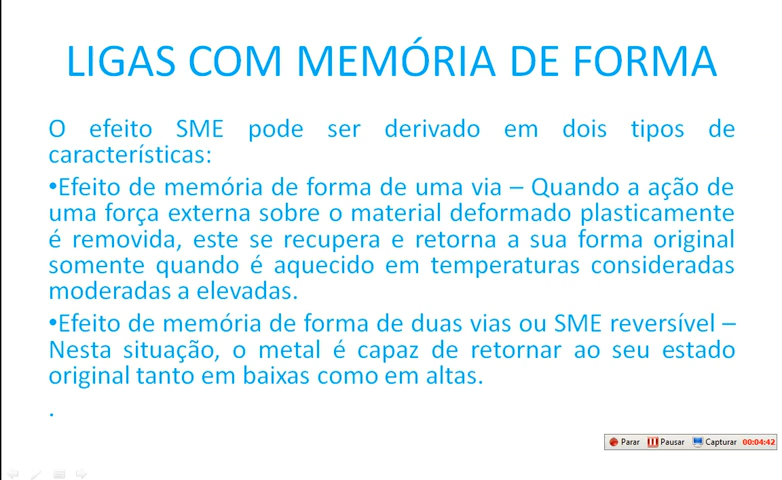 LIGAS COM MEMÓRIA DE FORMA
O efeito SME pode ser derivado em dois tipos de
características:
•Efeito de memória de forma de uma via – Quando a ação de
uma força externa sobre o material deformado plasticamente
é removida, este se recupera e retorna a sua forma original
somente quando é aquecido em temperaturas consideradas
moderadas a elevadas.
•Efeito de memória de forma de duas vias ou SME reversível –
Nesta situação, o metal é capaz de retornar ao seu estado
original tanto em baixas como em altas.
.
Parar Pausar Capturar 00:04:42